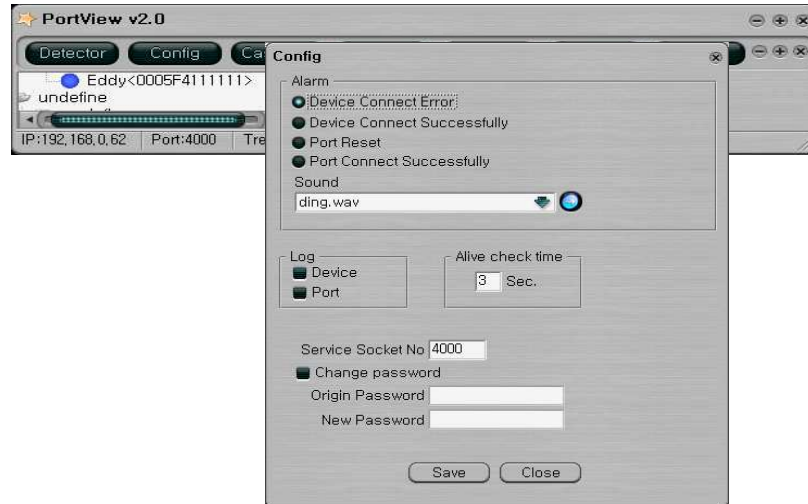 PortView v2.0
Detector Config Ca
Eddy<0005F4111111>
undefine
IP:192,168,0,62 Port:4000 Tre
Config
Alarm
Device Connect Error
Device Connect Successfully
Port Reset
Port Connect Successfully
Sound
ding.wav
Log
Device
Port
Alive check time
3 Sec.
Service Socket No 4000
Change password
Origin Password
New Password
Save Close